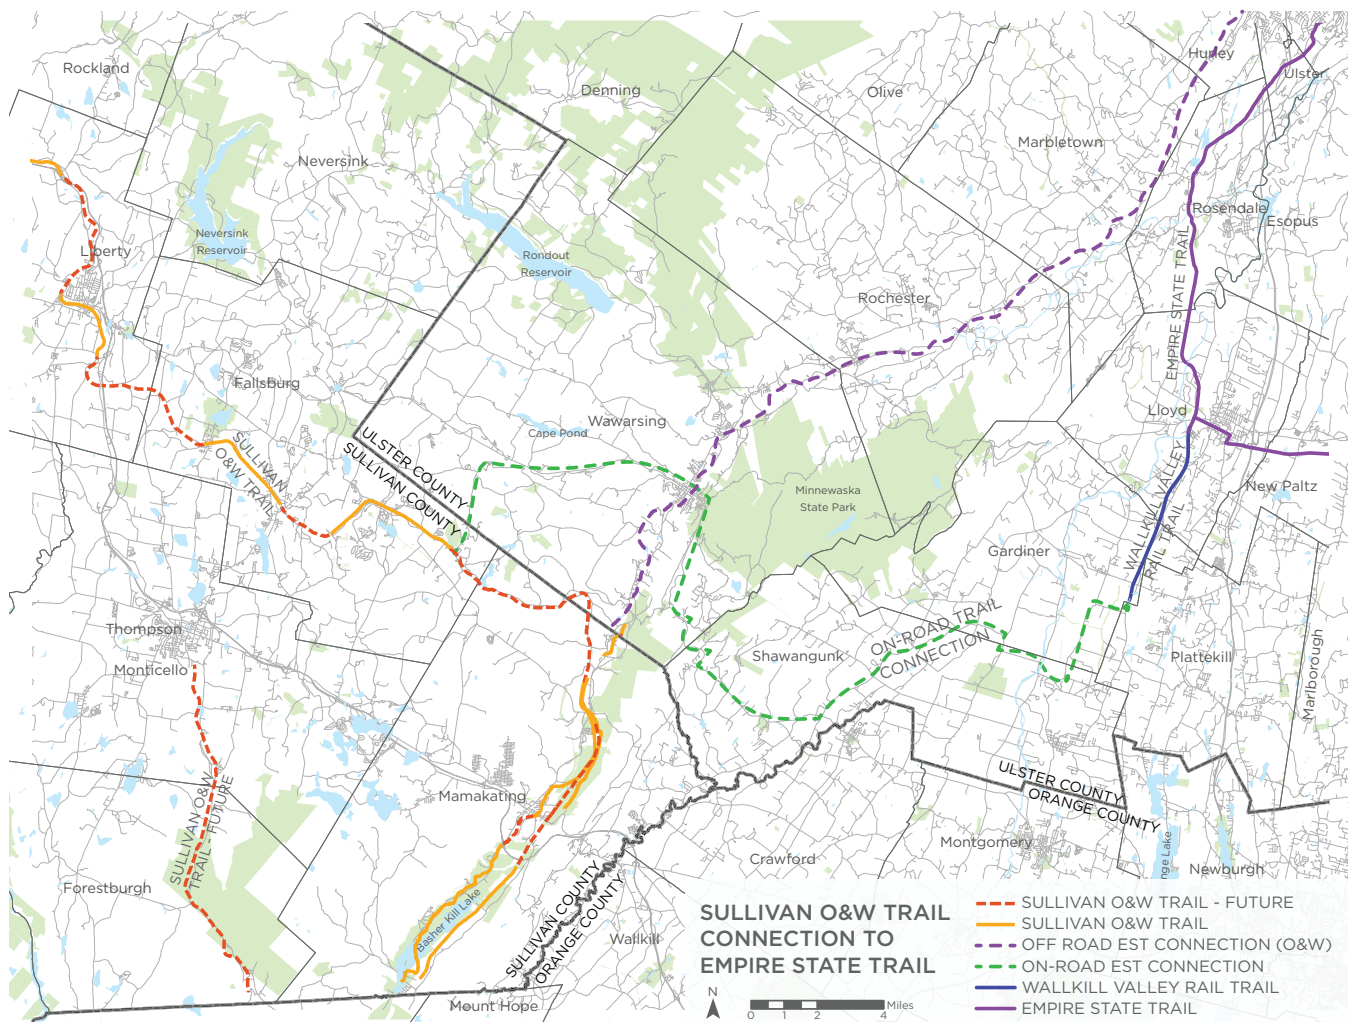 Rockland
Denning
Hurley
Ulster
Olive
Marbletown
Neversink
Neversink
Reservoir
Liberty
Rondout
Reservoir
Rosendale
Esopus
EMPIRE STATE TRAIL
Rochester
Fallsburg
Wawarsing
Cape Pond
Lloyd
SULLIVAN
O&W TRAIL
ULSTER COUNTY
SULLIVAN COUNTY
Minnewaska
State Park
New Paltz
WALLKILL VALLEY
RAIL TRAIL
Gardiner
Thompson
Monticello
ON-ROAD TRAIL
CONNECTION
Shawangunk
Plattekill
Marlborough
Mamakating
SULLIVAN O&W
TRAIL - FUTURE
ULSTER COUNTY
ORANGE COUNTY
Forestburgh
Montgomery
Crawford
nge Lake
Newburgh
Basher Kill Lake
SULLIVAN COUNTY
ORANGE COUNTY
Wallkill
Mount Hope
SULLIVAN O&W TRAIL
CONNECTION TO
EMPIRE STATE TRAIL
N
0 1 2 4 Miles
SULLIVAN O&W TRAIL - FUTURE
SULLIVAN O&W TRAIL
OFF ROAD EST CONNECTION (O&W)
ON-ROAD EST CONNECTION
WALLKILL VALLEY RAIL TRAIL
EMPIRE STATE TRAIL